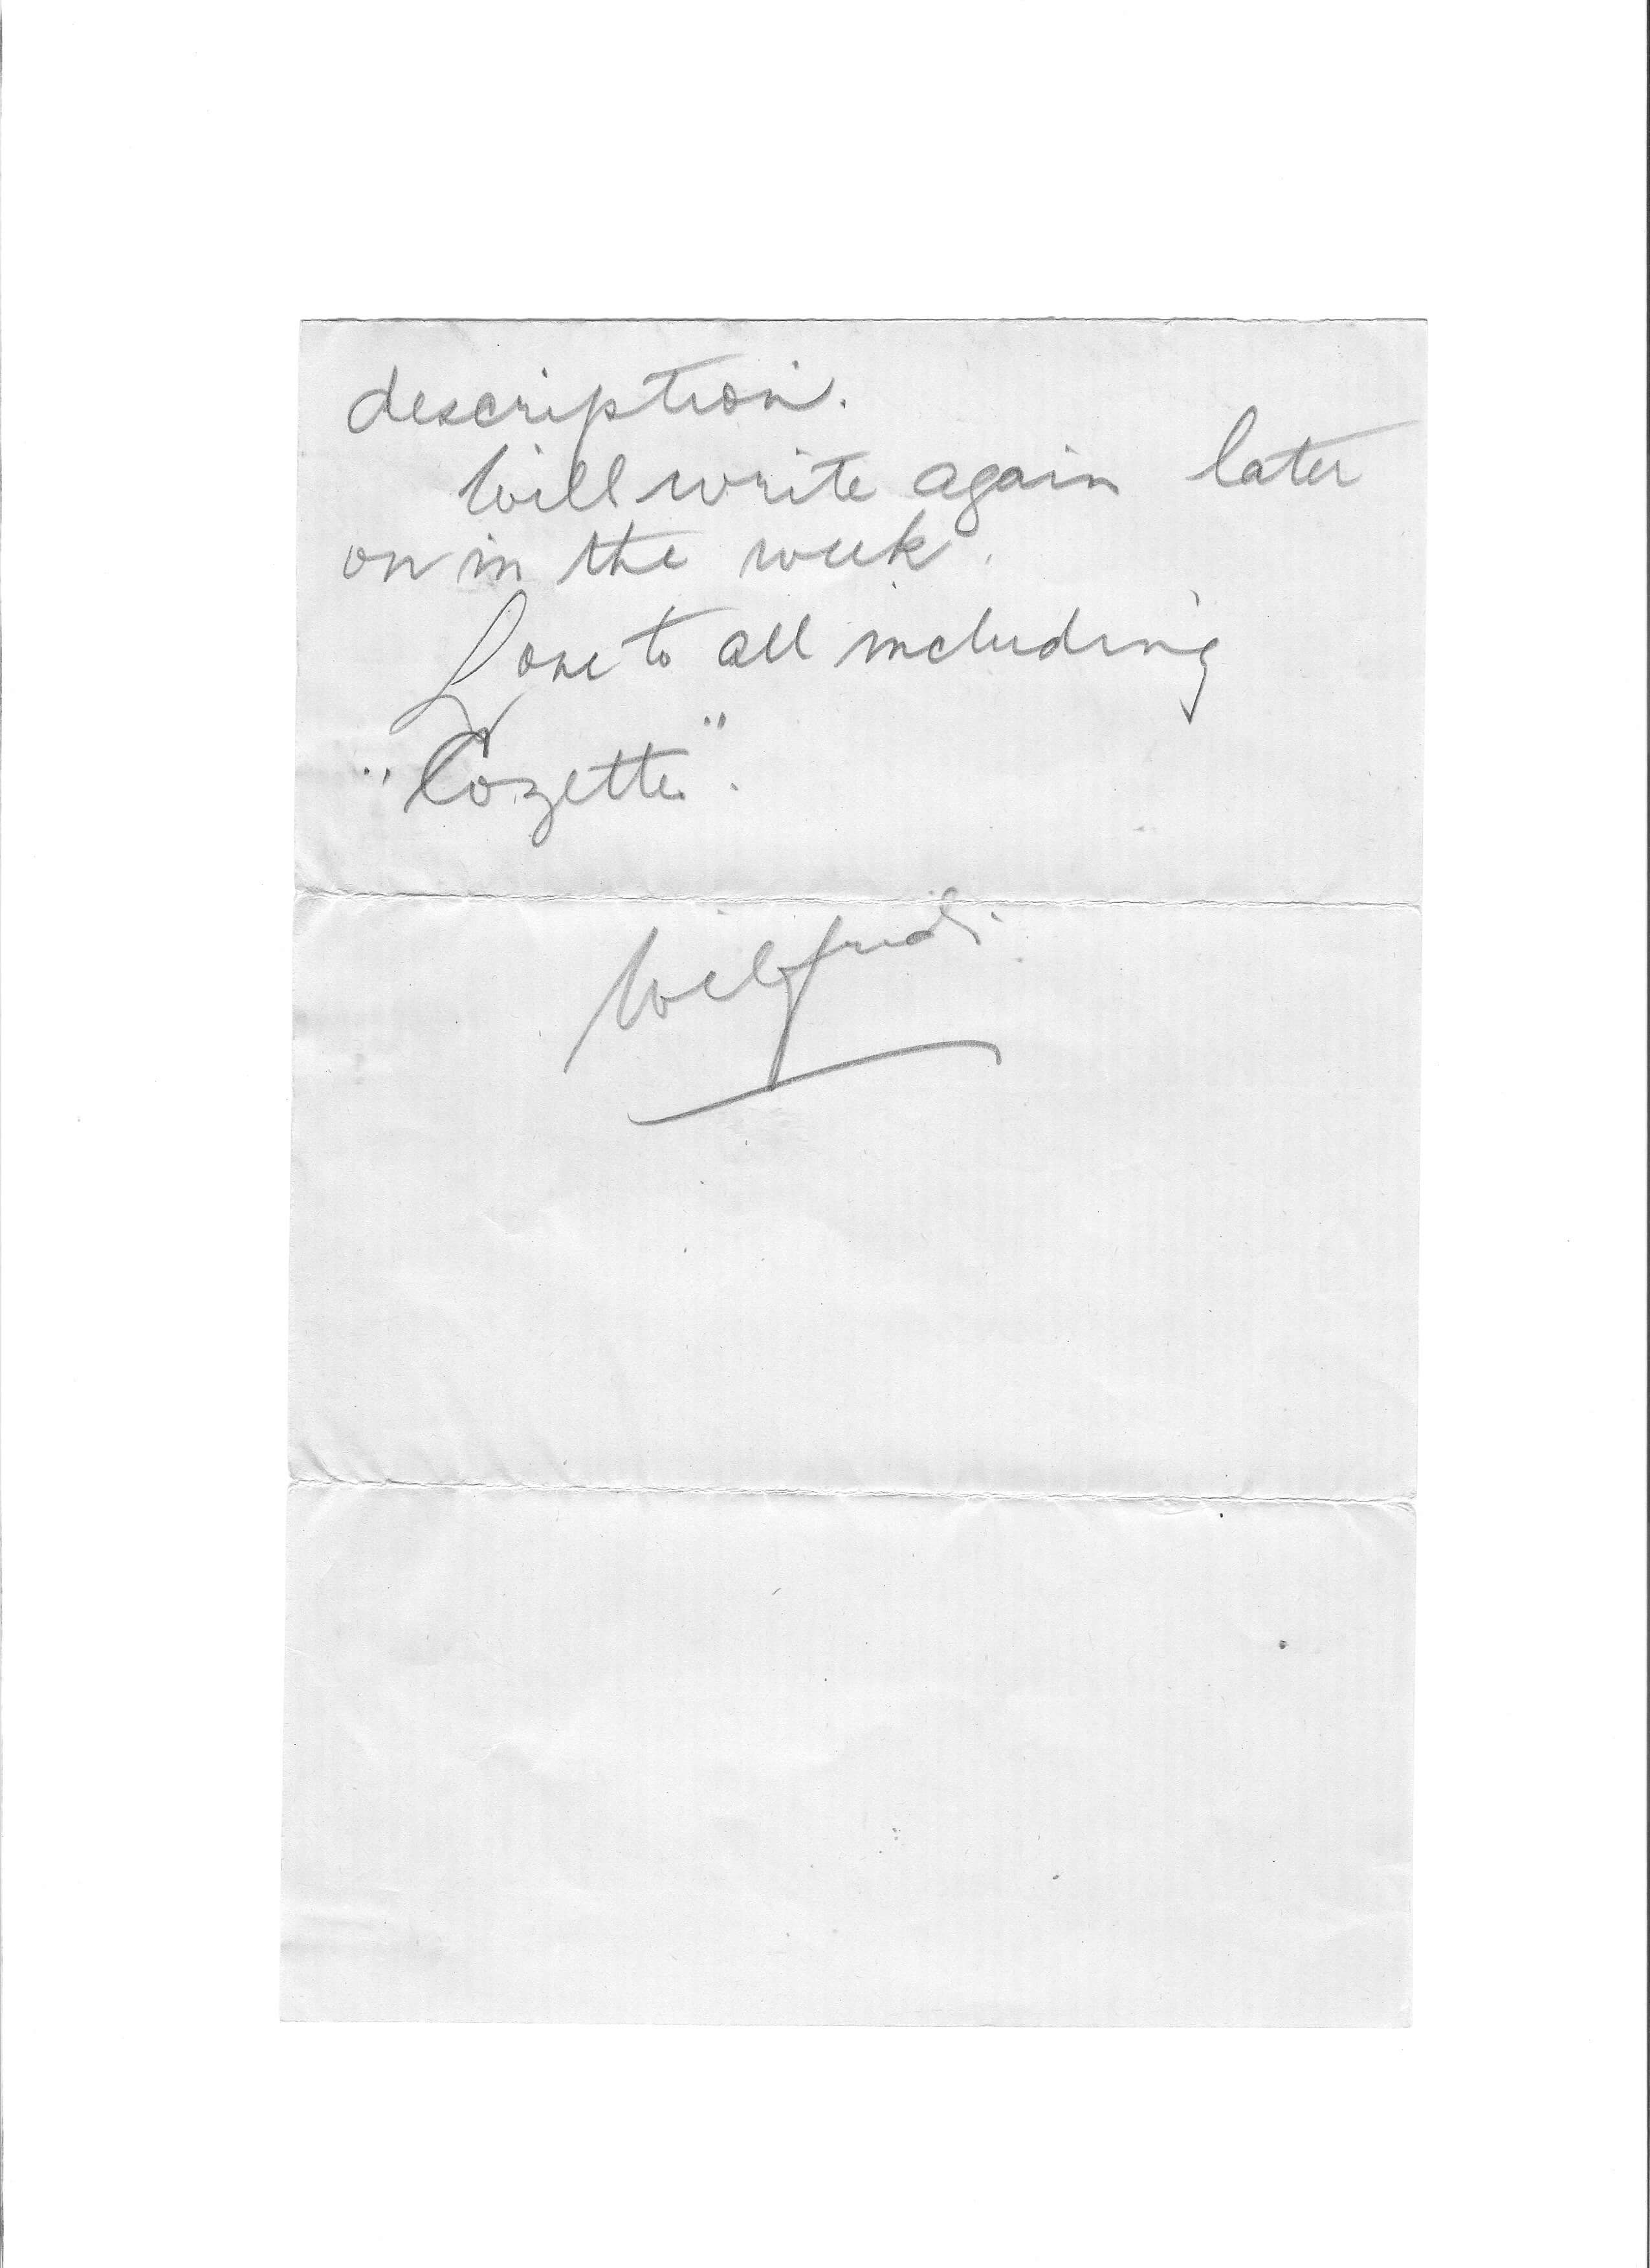 description.
Will write again later
on in the week.
Love to all including
"Cozette".
Wilfrid.